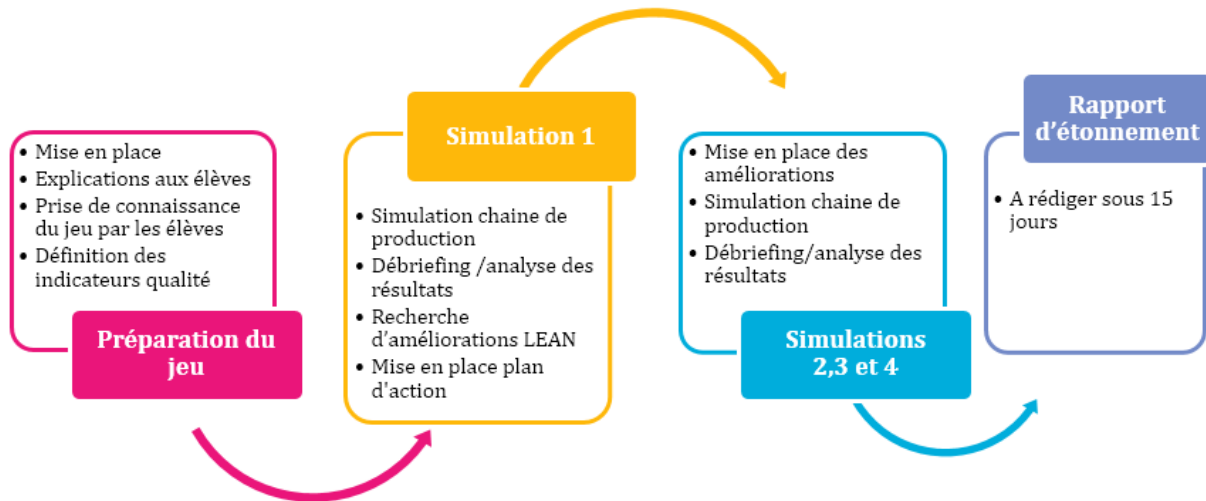 • Mise en place
• Explications aux élèves
• Prise de connaissance
du jeu par les élèves
• Définition des
indicateurs qualité
Préparation du
jeu
Simulation 1
• Simulation chaine de
production
• Débriefing /analyse des
résultats
• Recherche
d'améliorations LEAN
• Mise en place plan
d'action
• Mise en place des
améliorations
• Simulation chaine de
production
• Débriefing/analyse des
résultats
Simulations
2,3 et 4
Rapport
d'étonnement
• A rédiger sous 15
jours